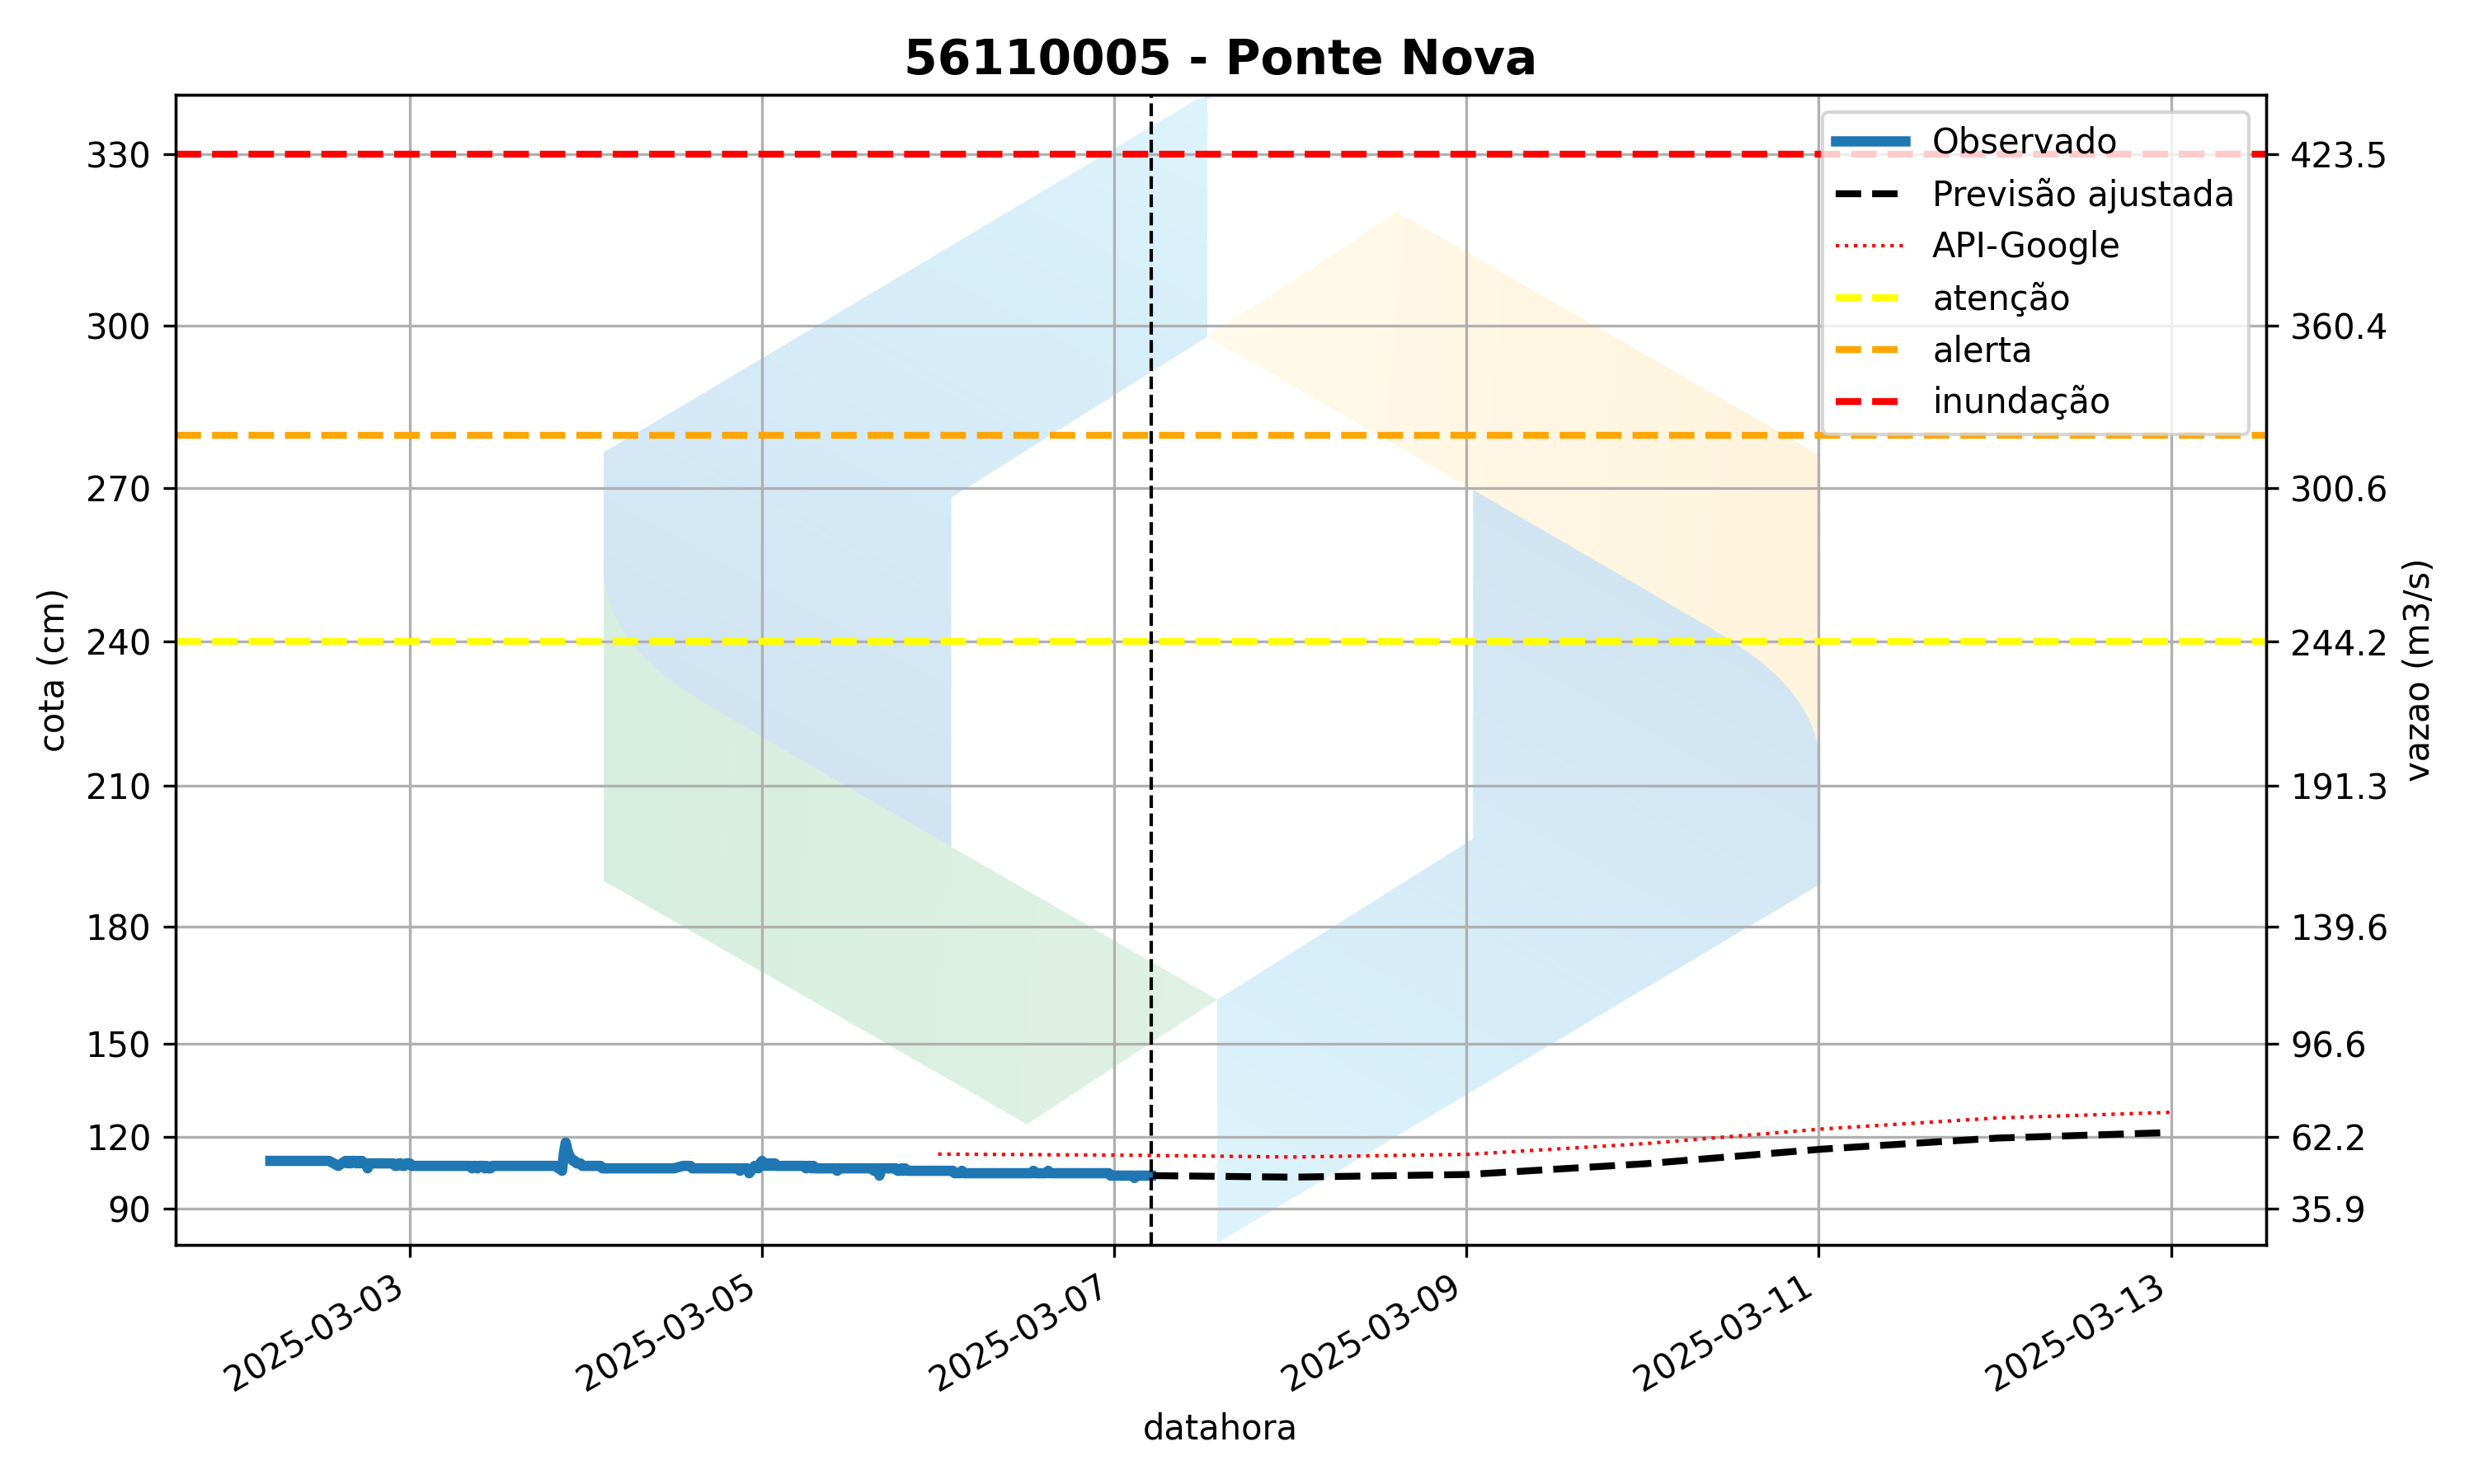 56110005 - Ponte Nova
Observado
Previsão ajustada
API-Google
atenção
alerta
inundação
330
300
270
240
210
180
150
120
90
cota (cm)
423.5
360.4
300.6
244.2
191.3
139.6
96.6
62.2
35.9
vazao (m3/s)
2025-03-03
2025-03-05
2025-03-07
2025-03-09
2025-03-11
2025-03-13
datahora